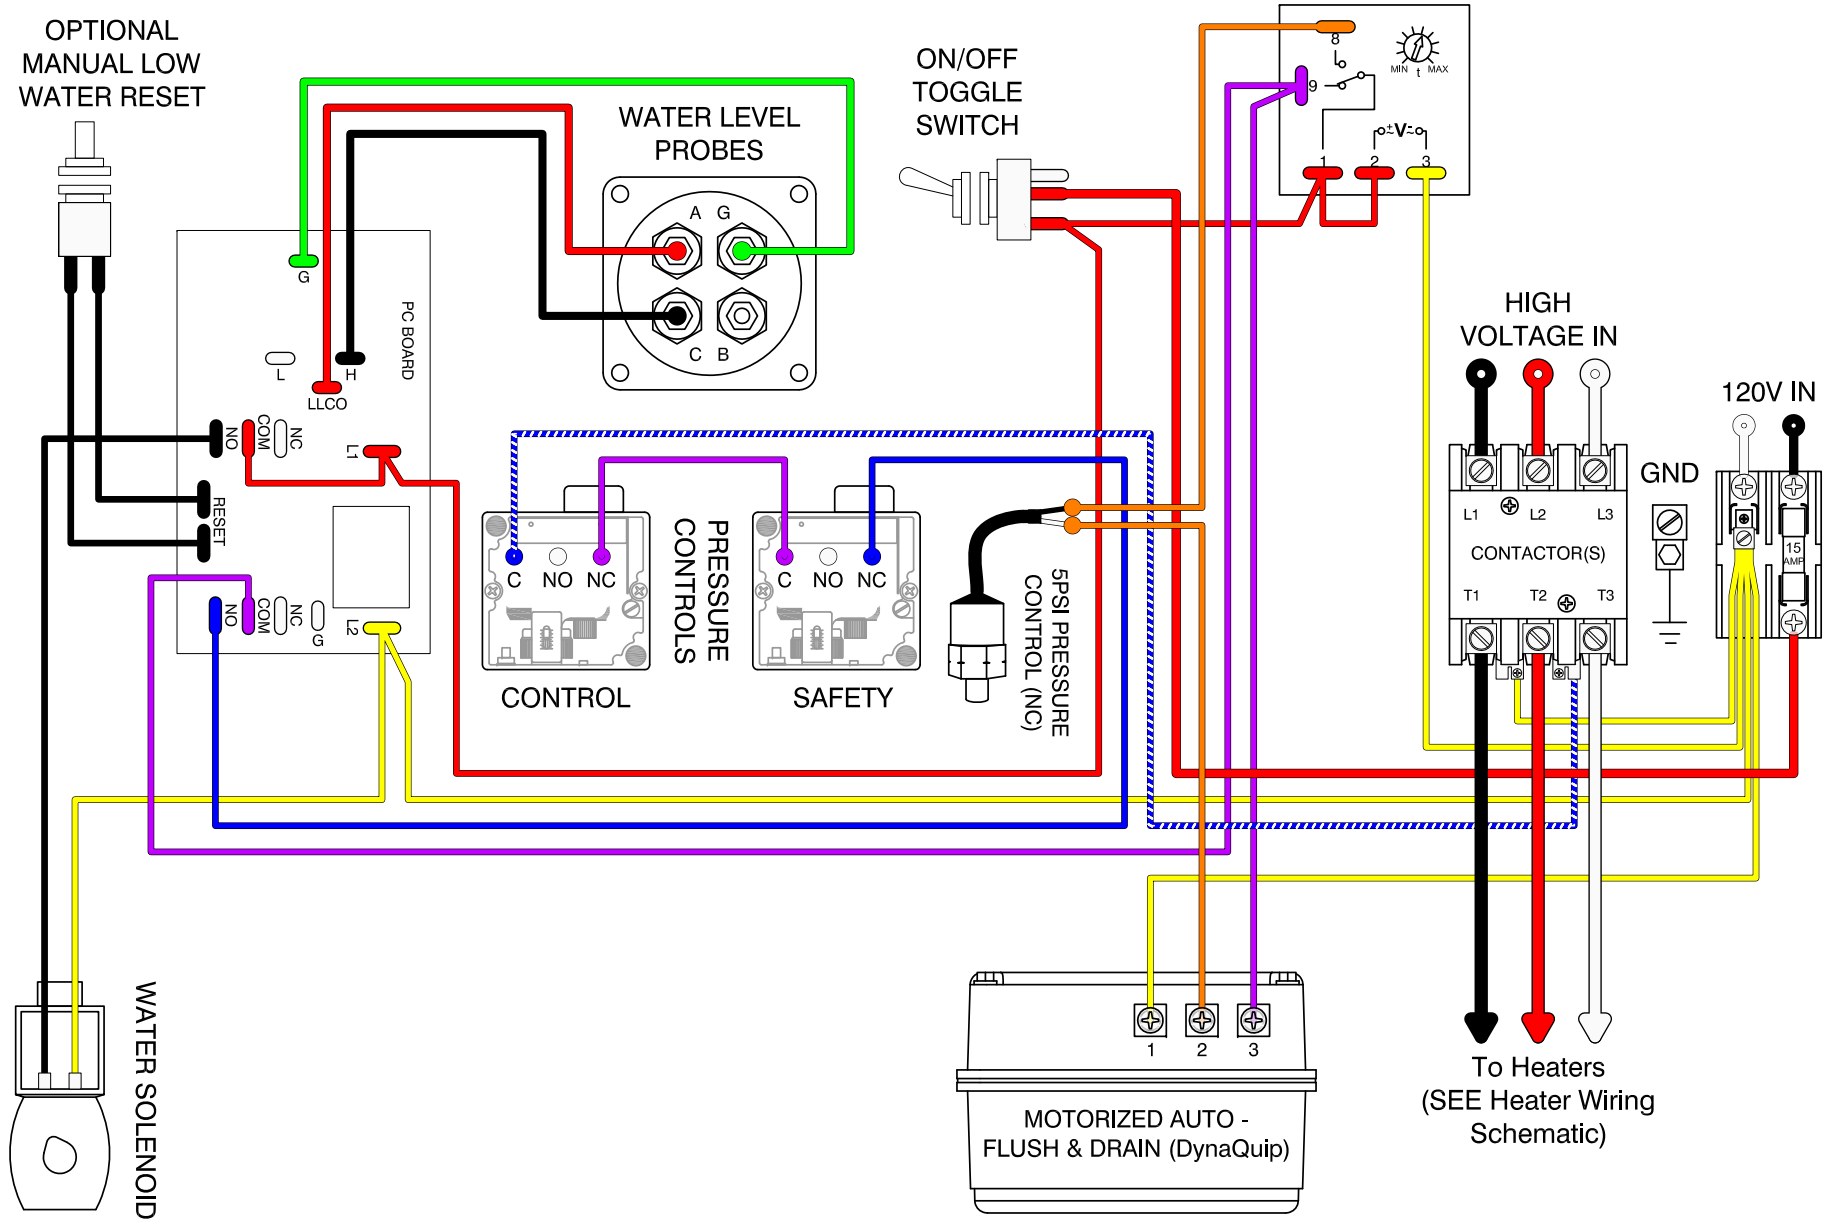 OPTIONAL
MANUAL LOW
WATER RESET
WATER LEVEL
PROBES
A G
C B
ON/OFF
TOGGLE
SWITCH
8
MIN t MAX
9
±V-
~ ~
1 2 3
G
PC BOARD
L
H
LLCO
NO
COM
NC
L1
RESET
NO
COM
NC
G
L2
C NO NC
CONTROL
PRESSURE
CONTROLS
C NO NC
SAFETY
5PSI PRESSURE
CONTROL (NC)
HIGH
VOLTAGE IN
L1 L2 L3
CONTACTOR(S)
T1 T2 T3
GND
120V IN
15
AMP
WATER SOLENOID
1 2 3
MOTORIZED AUTO -
FLUSH & DRAIN (DynaQuip)
To Heaters
(SEE Heater Wiring
Schematic)